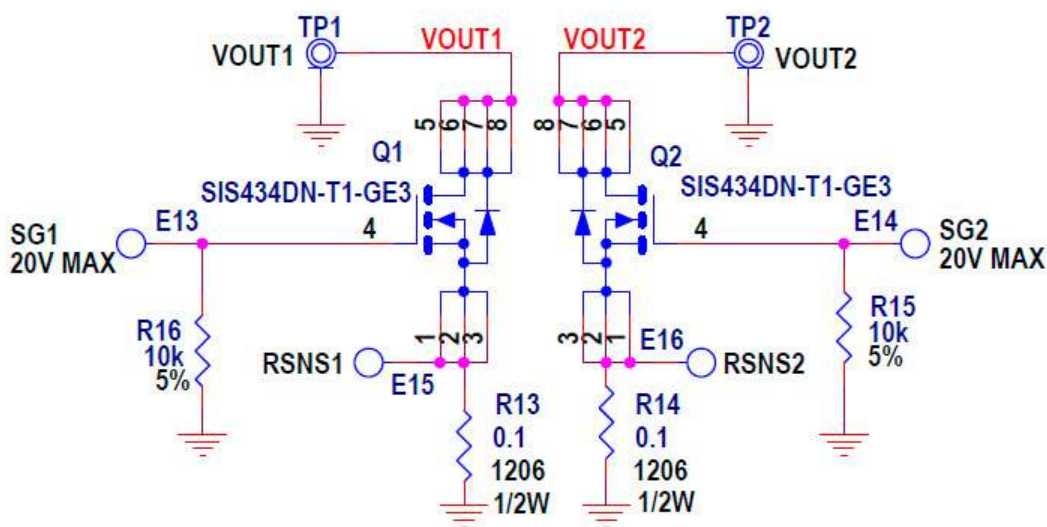 TP1
VOUT1
VOUT1
VOUT2
TP2
VOUT2
5
6
7
8
8
7
6
5
Q1
SIS434DN-T1-GE3
Q2
SIS434DN-T1-GE3
SG1
20V MAX
E13
4
4
E14
SG2
20V MAX
R16
10k
5%
RSNS1
E15
1
2
3
3
2
1
E16
RSNS2
R15
10k
5%
R13
0.1
1206
1/2W
R14
0.1
1206
1/2W